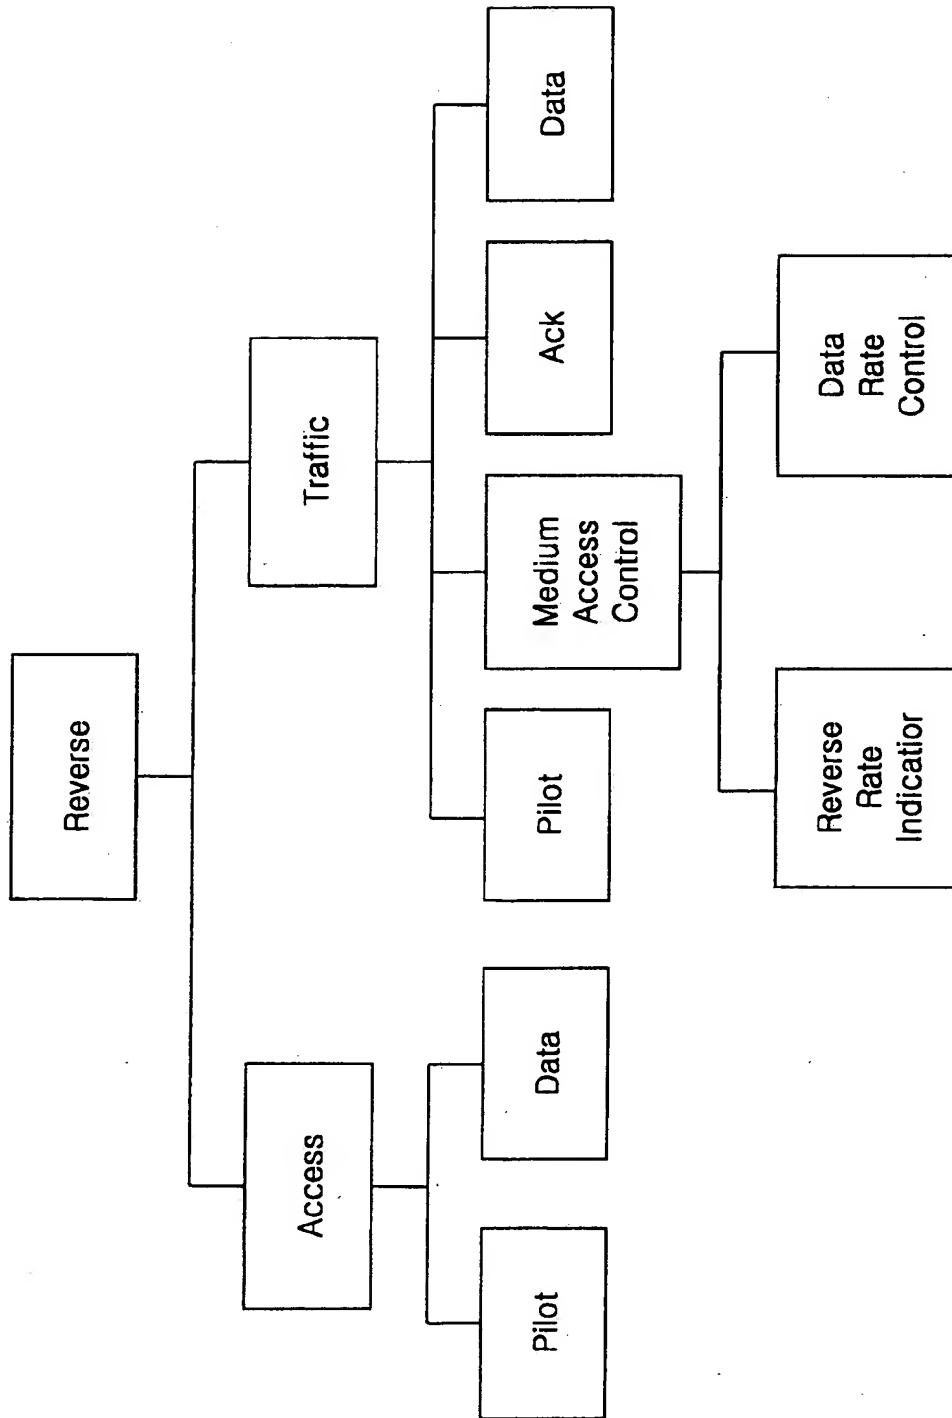 Reverse
Access
Traffic
Pilot
Data
Pilot
Medium
Access
Control
Ack
Data
Reverse
Rate
Indicatior
Data
Rate
Control